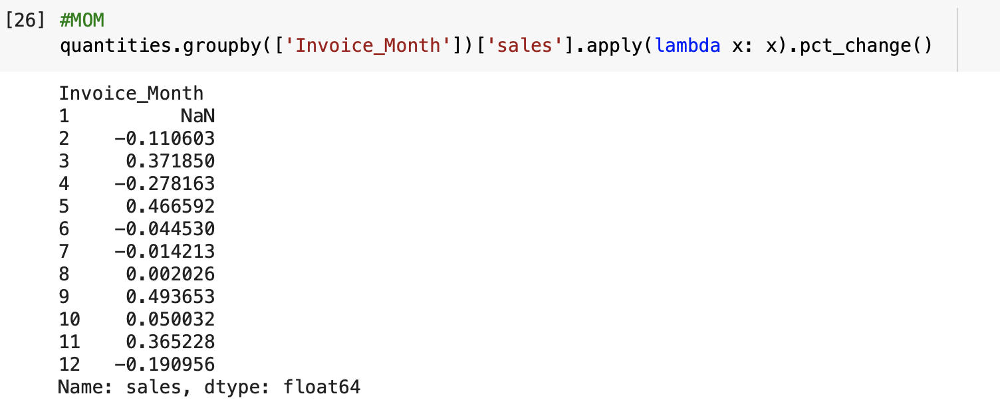 [26] #MOM
quantities.groupby(['Invoice_Month'])['sales'].apply(lambda x: x).pct_change()
Invoice_Month
1          NaN
2    -0.110603
3     0.371850
4    -0.278163
5     0.466592
6    -0.044530
7    -0.014213
8     0.002026
9     0.493653
10    0.050032
11    0.365228
12   -0.190956
Name: sales, dtype: float64